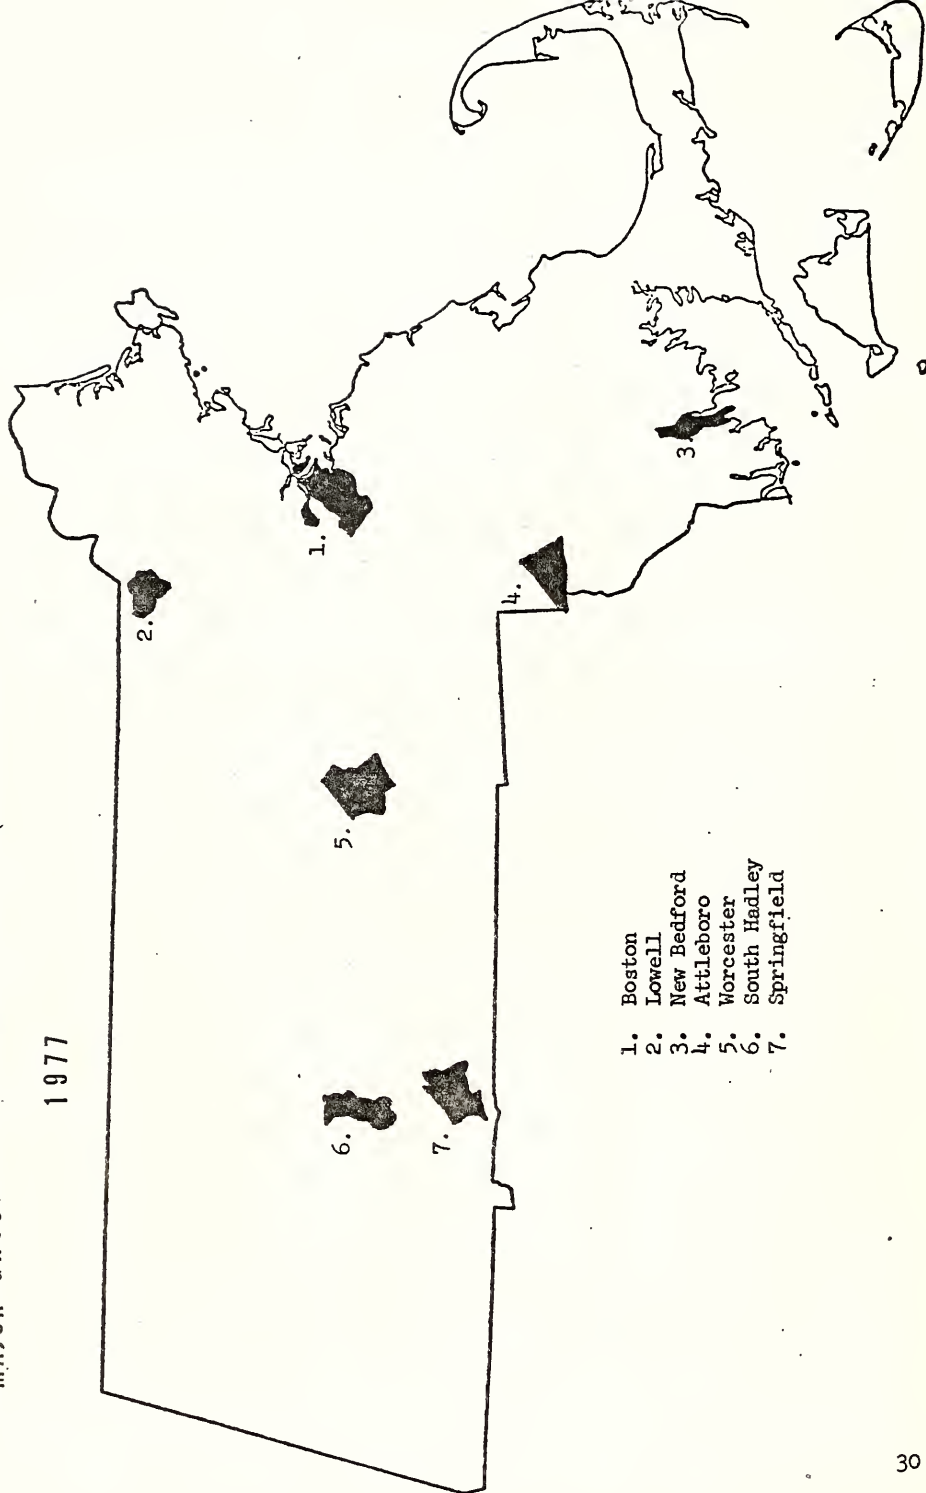 1977
1.
2.
3.
4.
5.
6.
7.
1. Boston
2. Lowell
3. New Bedford
4. Attleboro
5. Worcester
6. South Hadley
7. Springfield
30